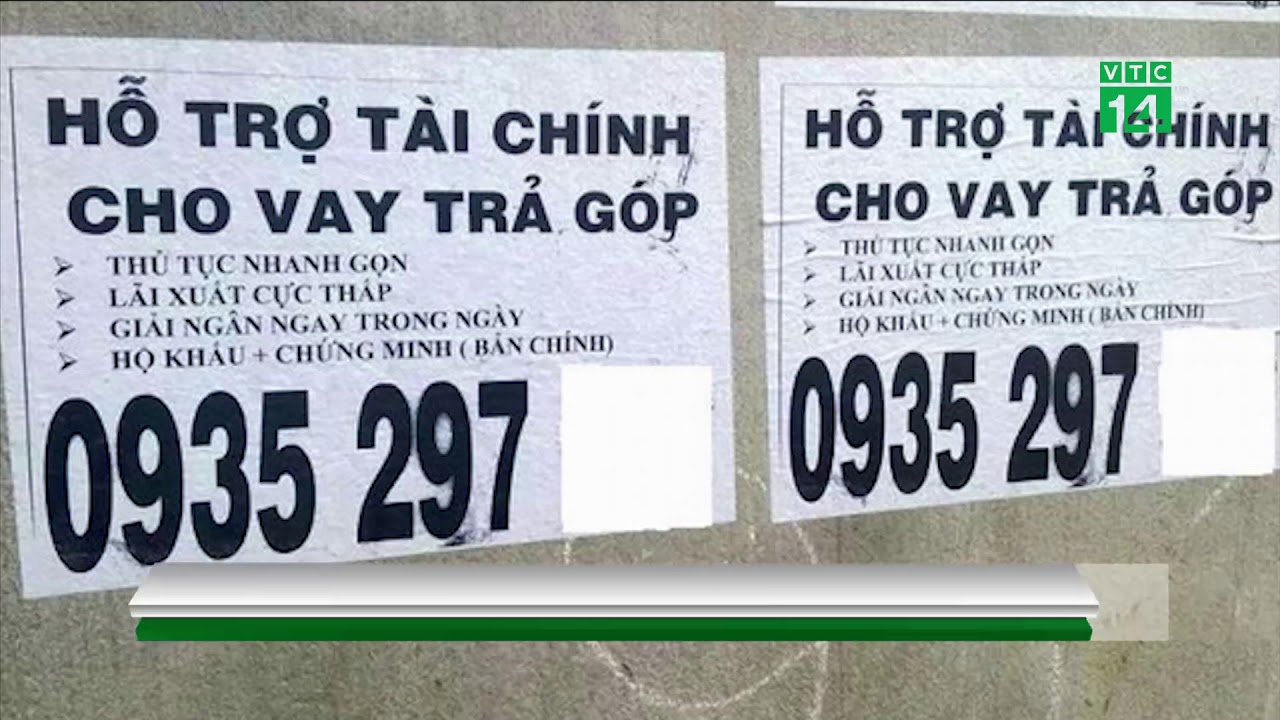 HỖ TRỢ TÀI CHÍNH
CHO VAY TRẢ GÓP
THỦ TỤC NHANH GỌN
LÃI XUẤT CỰC THẤP
GIẢI NGÂN NGAY TRONG NGÀY
HỘ KHẨU + CHỨNG MINH ( BẢN CHÍNH)
0935 297
VTC
14
HỖ TRỢ TÀI CHÍNH
CHO VAY TRẢ GÓP
THỦ TỤC NHANH GỌN
LÃI XUẤT CỰC THẤP
GIẢI NGÂN NGAY TRONG NGÀY
HỘ KHẨU + CHỨNG MINH ( BẢN CHÍNH)
0935 297